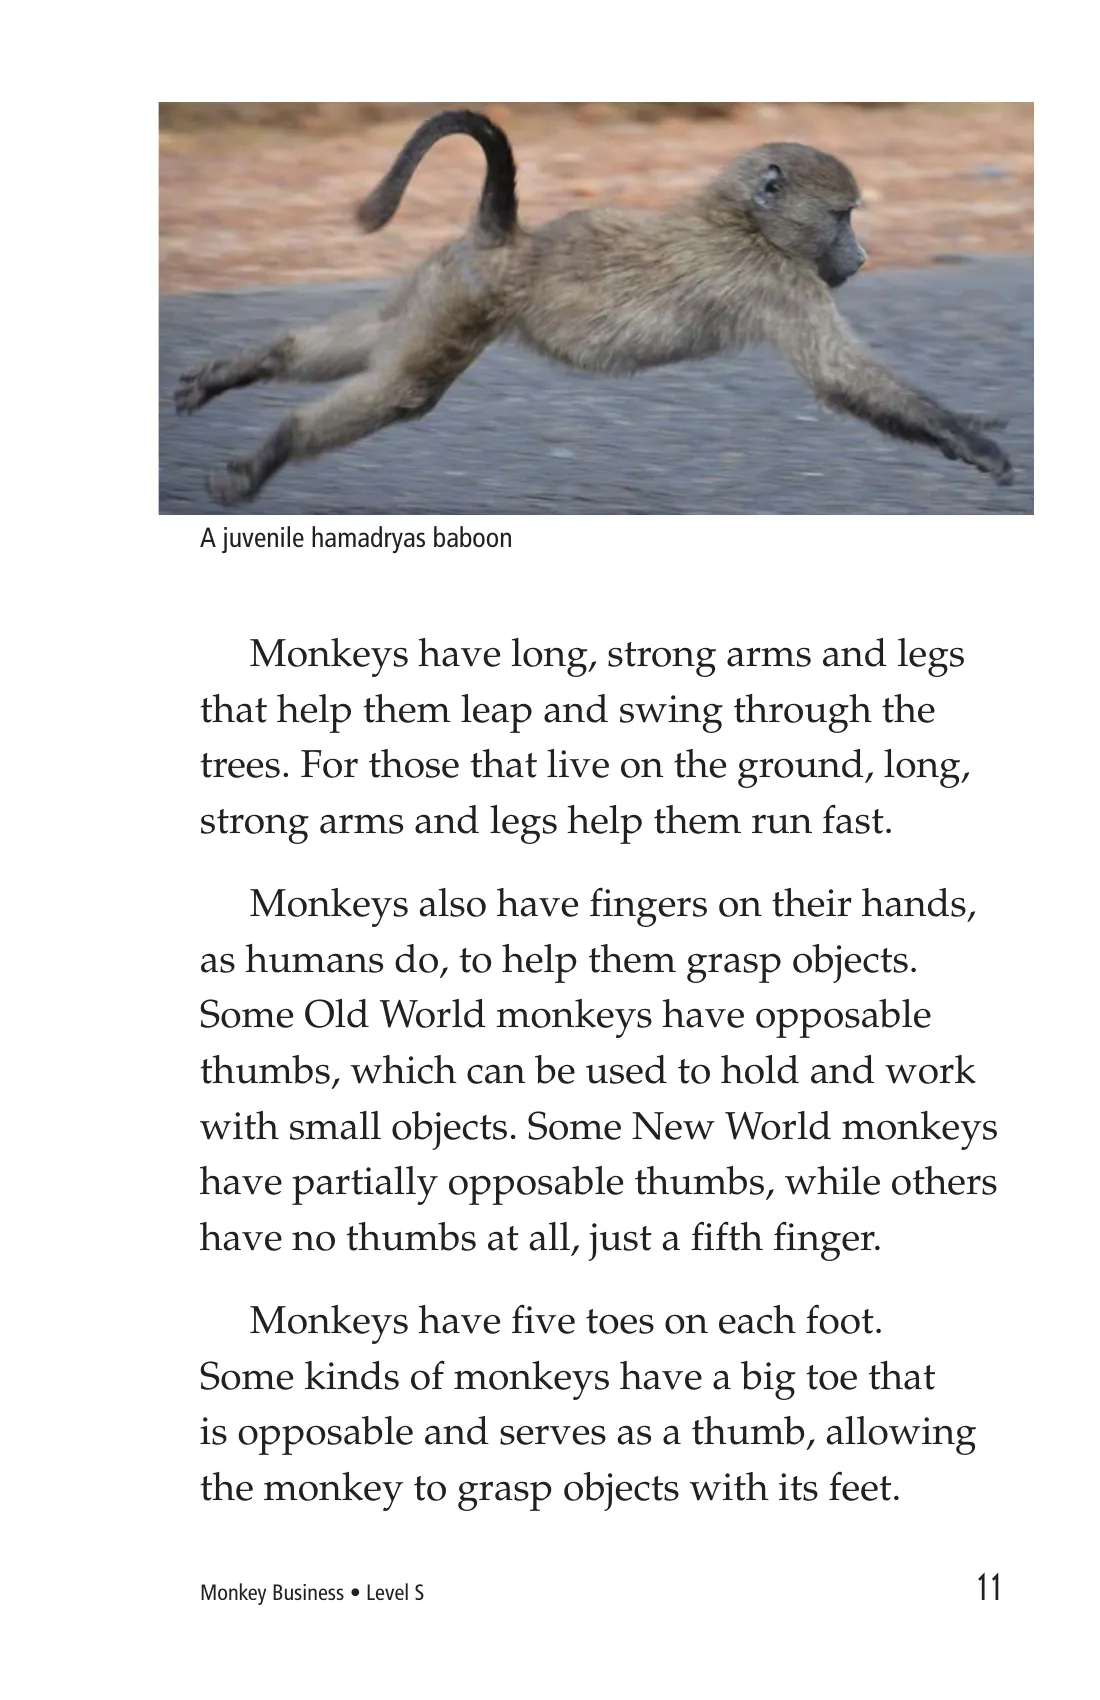 A juvenile hamadryas baboon
Monkeys have long, strong arms and legs
that help them leap and swing through the
trees. For those that live on the ground, long,
strong arms and legs help them run fast.
Monkeys also have fingers on their hands,
as humans do, to help them grasp objects.
Some Old World monkeys have opposable
thumbs, which can be used to hold and work
with small objects. Some New World monkeys
have partially opposable thumbs, while others
have no thumbs at all, just a fifth finger.
Monkeys have five toes on each foot.
Some kinds of monkeys have a big toe that
is opposable and serves as a thumb, allowing
the monkey to grasp objects with its feet.
Monkey Business • Level S 11